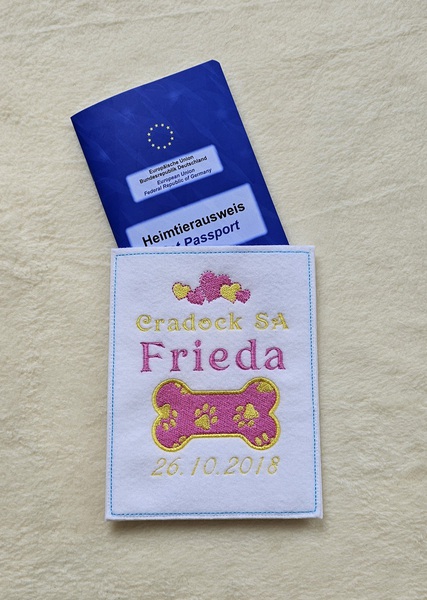 Europäische Union
Bundesrepublik Deutschland
European Union
Federal Republic of Germany
Heimtierausweis
Passport
Cradock SA
Frieda
26.10.2018